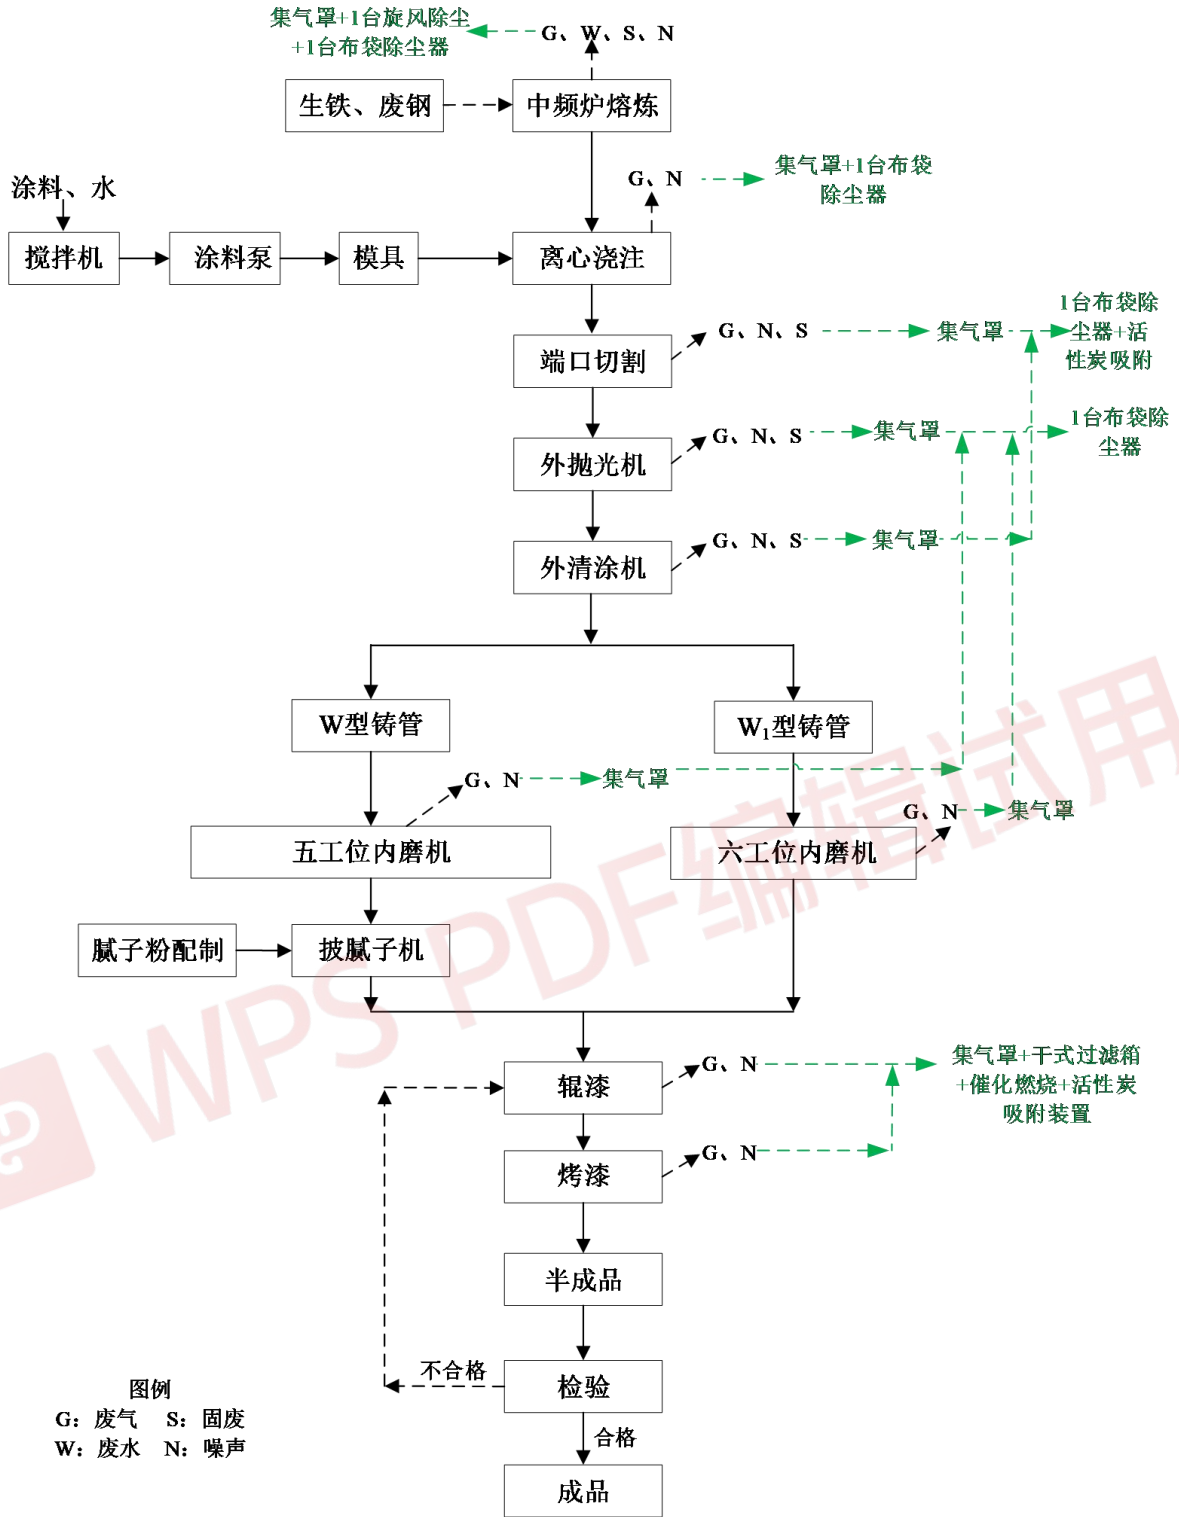 集气罩+1台旋风除尘
+1台布袋除尘器
G、W、S、N
生铁、废钢
中频炉熔炼
涂料、水
G、N
集气罩+1台布袋
除尘器
搅拌机
涂料泵
模具
离心浇注
端口切割
G、N、S
集气罩
1台布袋除
尘器+活
性炭吸附
外抛光机
G、N、S
集气罩
1台布袋除
尘器
外清涂机
G、N、S
集气罩
W型铸管
W1型铸管
G、N
集气罩
G、N
集气罩
五工位内磨机
六工位内磨机
腻子粉配制
披腻子机
辊漆
G、N
集气罩+干式过滤箱
+催化燃烧+活性炭
吸附装置
烤漆
G、N
半成品
不合格
检验
合格
成品
图例
G：废气 S：固废
W：废水 N：噪声
WPS PDF编辑试用